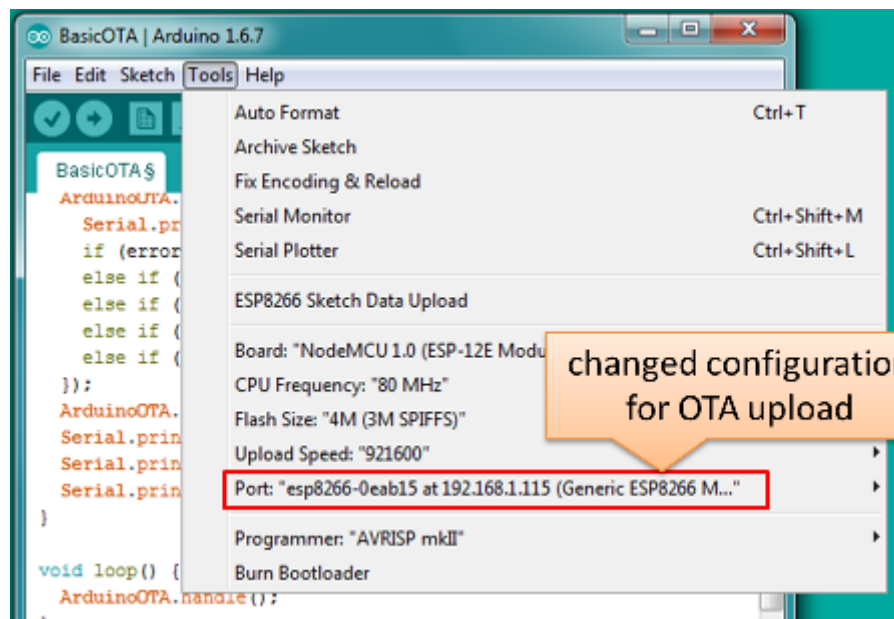 BasicOTA | Arduino 1.6.7
File Edit Sketch Tools Help
Auto Format Ctrl+T
Archive Sketch
BasicOTA§
Fix Encoding & Reload
ArduinoOTA.
Serial Monitor Ctrl+Shift+M
Serial.pr
if (error
Serial Plotter Ctrl+Shift+L
else if (
else if (
ESP8266 Sketch Data Upload
else if (
else if (
Board: "NodeMCU 1.0 (ESP-12E Modu
changed configuratio
for OTA upload
});
CPU Frequency: "80 MHz"
ArduinoOTA.
Flash Size: "4M (3M SPIFFS)"
Serial.prin
Upload Speed: "921600"
Serial.prin
Serial.prin
Port: "esp8266-0eab15 at 192.168.1.115 (Generic ESP8266 M..."
}
Programmer: "AVRISP mkII"
void loop() {
Burn Bootloader
ArduinoOTA.handle();